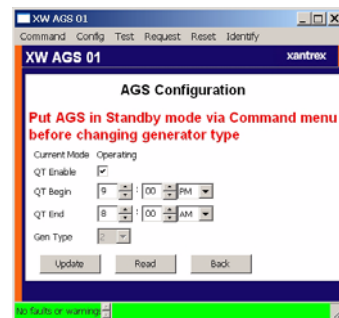 XW AGS 01
Command Config Test Request Reset Identify
XW AGS 01 xantrex
AGS Configuration
Put AGS in Standby mode via Command menu
before changing generator type
Current Mode Operating
QT Enable
QT Begin 9 : 00 PM
QT End 8 : 00 AM
Gen Type 2
Update Read Back
No faults or warnings